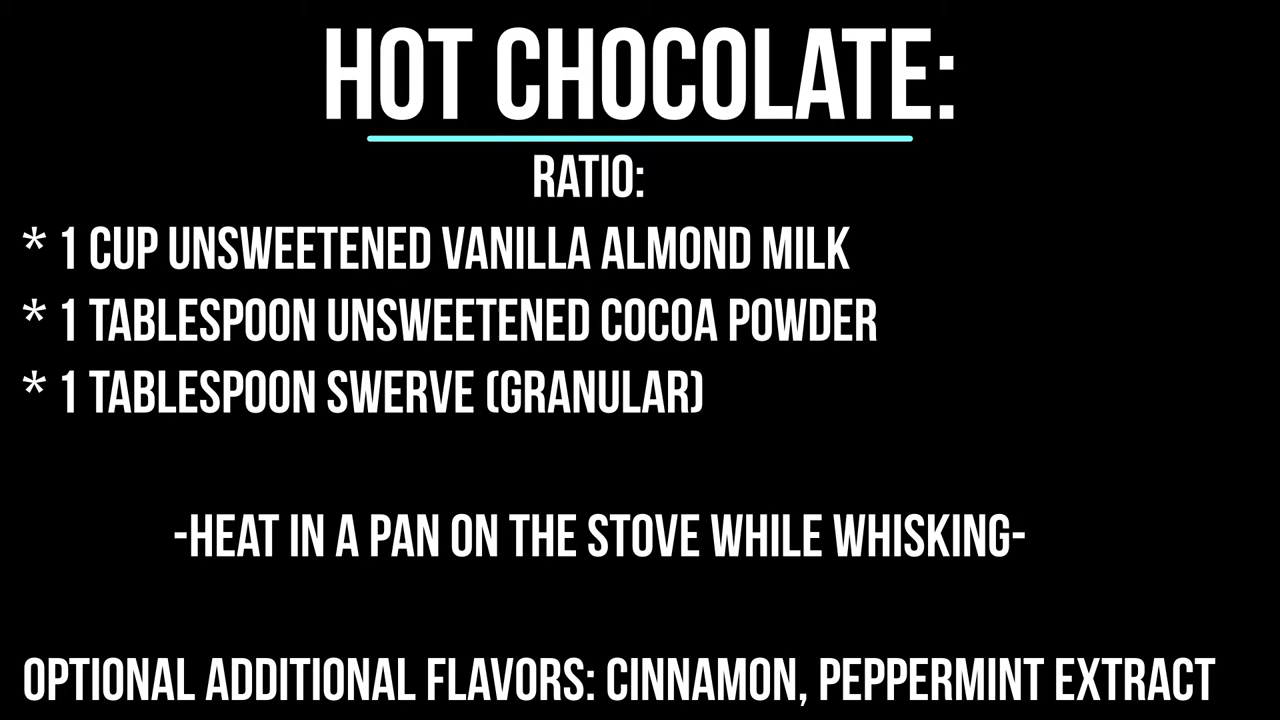 HOT CHOCOLATE:
RATIO:
* 1 CUP UNSWEETENED VANILLA ALMOND MILK
* 1 TABLESPOON UNSWEETENED COCOA POWDER
* 1 TABLESPOON SWERVE (GRANULAR)
-HEAT IN A PAN ON THE STOVE WHILE WHISKING-
OPTIONAL ADDITIONAL FLAVORS: CINNAMON, PEPPERMINT EXTRACT